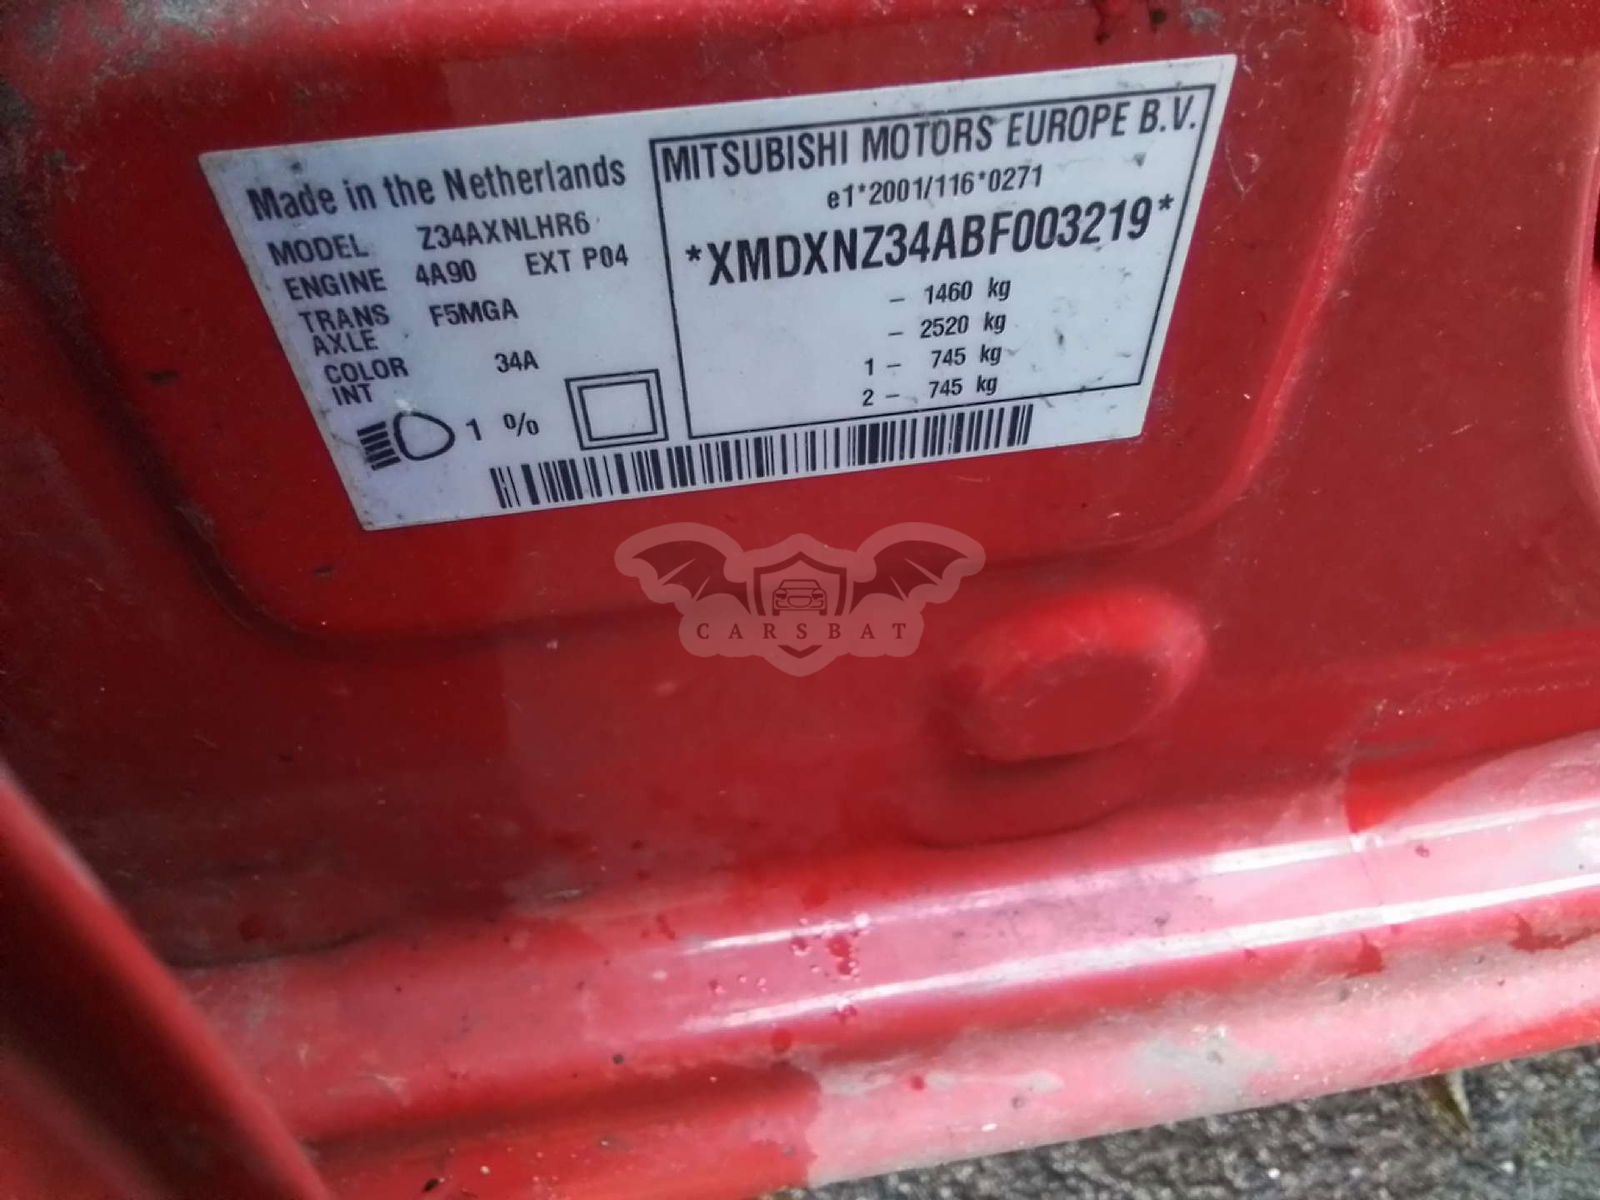 Made in the Netherlands
MODEL Z34AXNLHR6
ENGINE 4A90 EXT P04
TRANS F5MGA
AXLE
COLOR 34A
INT
1 %
MITSUBISHI MOTORS EUROPE B.V.
e1*2001/116*0271
*XMDXNZ34ABF003219*
- 1460 kg
- 2520 kg
1 - 745 kg
2 - 745 kg
CARSBAT